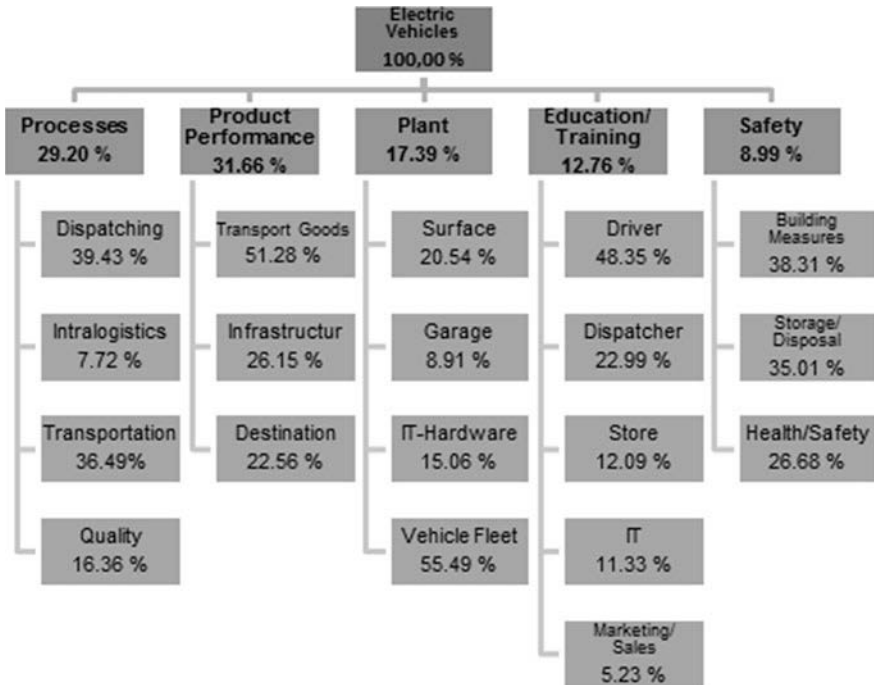 Electric
Vehicles
100,00 %
Processes
29.20 %
Product
Performance
31.66 %
Plant
17.39 %
Education/
Training
12.76 %
Safety
8.99 %
Dispatching
39.43 %
Transport Goods
51.28 %
Surface
20.54 %
Driver
48.35 %
Building
Measures
38.31 %
Intralogistics
7.72 %
Infrastructur
26.15 %
Garage
8.91 %
Dispatcher
22.99 %
Storage/
Disposal
35.01 %
Transportation
36.49%
Destination
22.56 %
IT-Hardware
15.06 %
Store
12.09 %
Health/Safety
26.68 %
Quality
16.36 %
Vehicle Fleet
55.49 %
IT
11.33 %
Marketing/
Sales
5.23 %